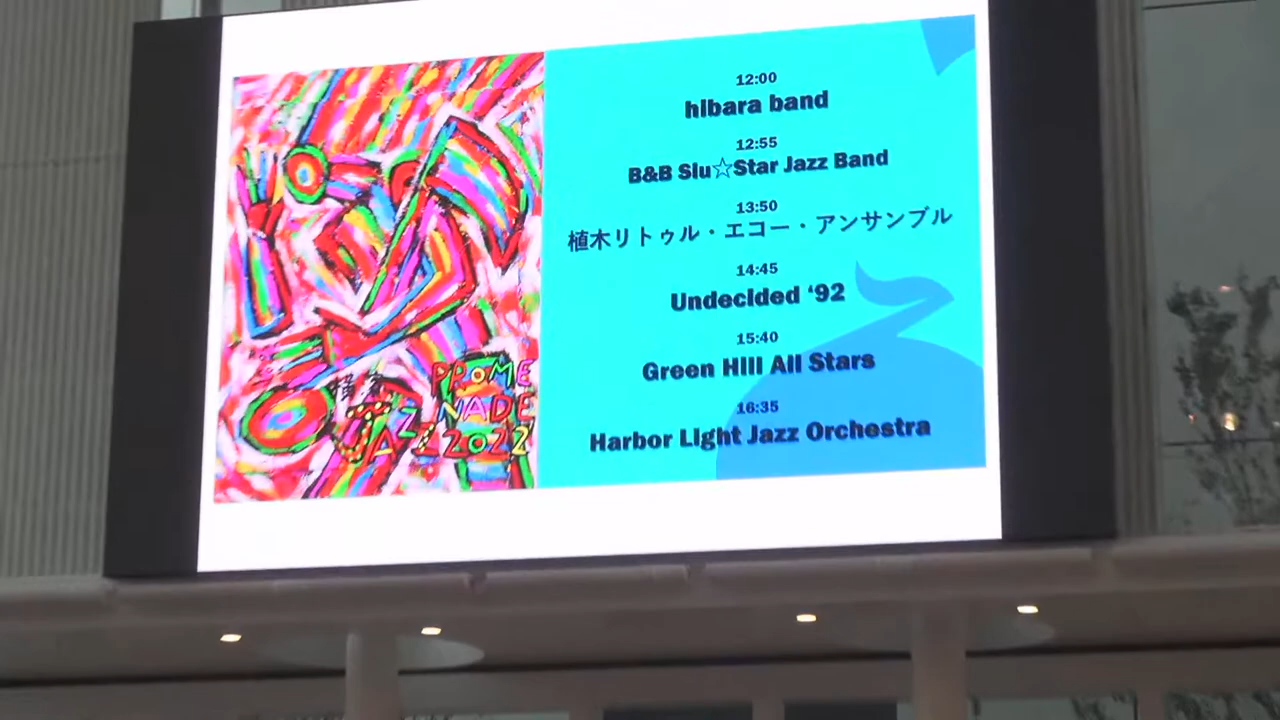 12:00
hibara band
12:55
B&B Slu☆Star Jazz Band
13:50
植木リトゥル・エコー・アンサンブル
14:45
Undecided ‘92
15:40
Green Hill All Stars
16:35
Harbor Light Jazz Orchestra
PROME
NADE
JAZZ 2022